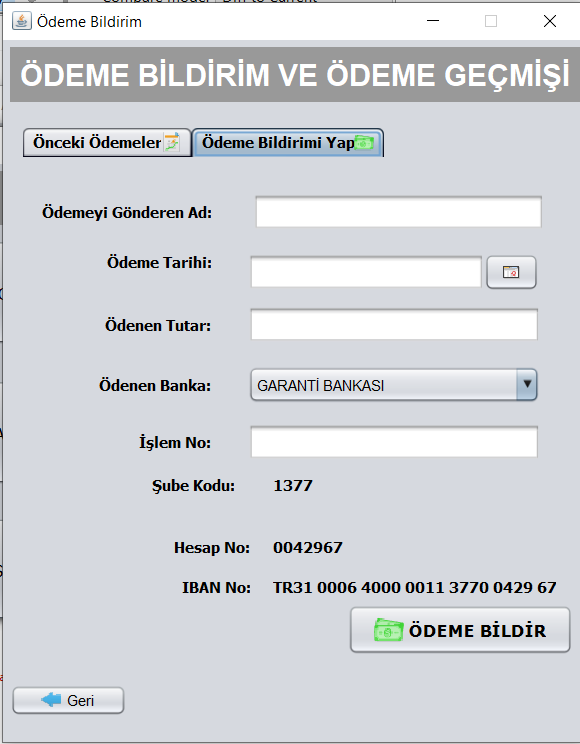 Ödeme Bildirim
ÖDEME BİLDİRİM VE ÖDEME GEÇMİŞİ
Önceki Ödemeler
Ödeme Bildirimi Yap
Ödemeyi Gönderen Ad:
Ödeme Tarihi:
Ödenen Tutar:
Ödenen Banka: GARANTİ BANKASI
İşlem No:
Şube Kodu: 1377
Hesap No: 0042967
IBAN No: TR31 0006 4000 0011 3770 0429 67
ÖDEME BİLDİR
Geri